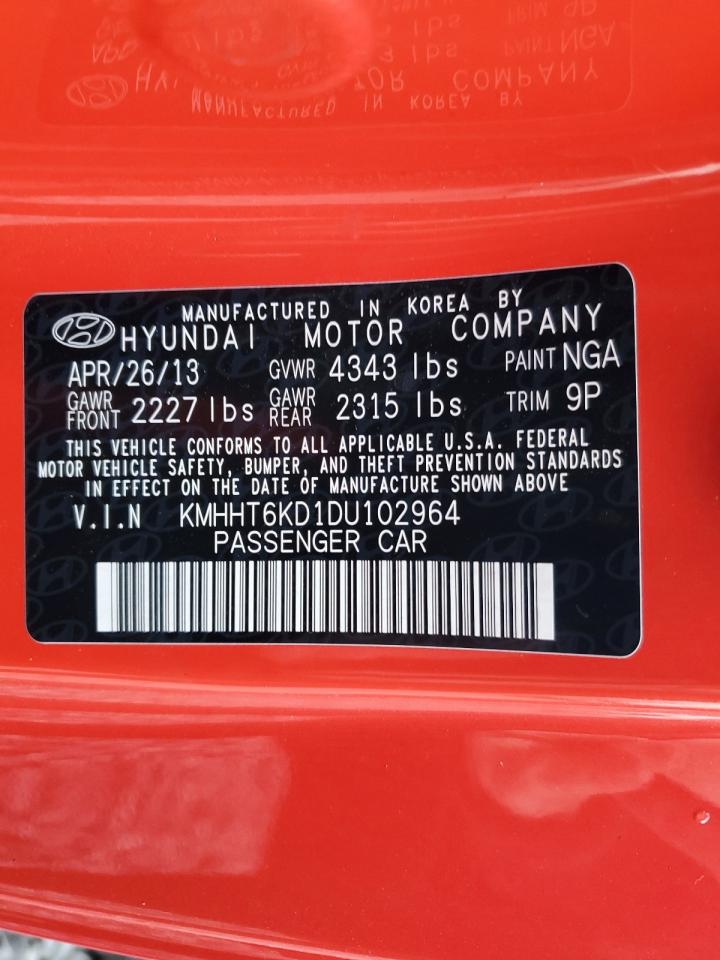 MANUFACTURED IN KOREA BY
HYUNDAI MOTOR COMPANY
APR/26/13 GVWR 4343 lbs PAINT NGA
GAWR FRONT 2227 lbs GAWR REAR 2315 lbs TRIM 9P
THIS VEHICLE CONFORMS TO ALL APPLICABLE U.S.A. FEDERAL
MOTOR VEHICLE SAFETY, BUMPER, AND THEFT PREVENTION STANDARDS
IN EFFECT ON THE DATE OF MANUFACTURE SHOWN ABOVE
V.I.N KMHHT6KD1DU102964
PASSENGER CAR